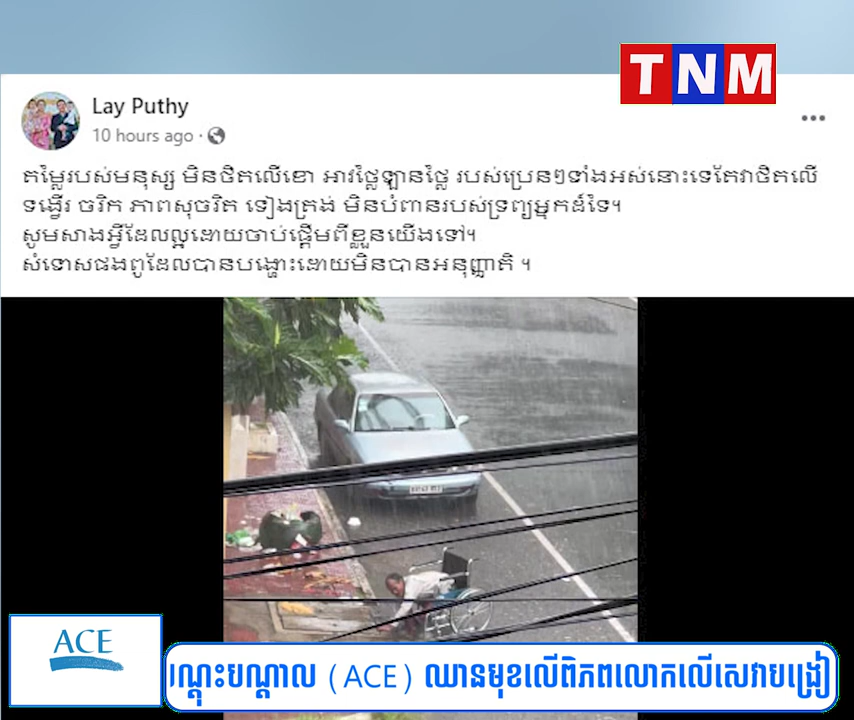 TNM
Lay Puthy
10 hours ago ·
តម្លៃរបស់មនុស្ស មិនថិតលើខោ អាវថ្លៃឡានថ្លៃ របស់ប្រេនៗទាំងអស់នោះទេតែវាថិតលើ
ទង្វើរ ចរិក ភាពសុចរិត ទៀងត្រង់ មិនបំពានរបស់ទ្រព្យអ្នកដ៏ទៃ។
សូមសាងអ្វីដែលល្អដោយចាប់ផ្ដើមពីខ្លួនយើងទៅ។
សំទោសផងពូដែលបានបង្ហោះដោយមិនបានអនុញ្ញាតិ ។
ACE
បណ្ដុះបណ្ដាល (ACE) ឈានមុខលើពិភពលោកលើសេវាបង្រៀ